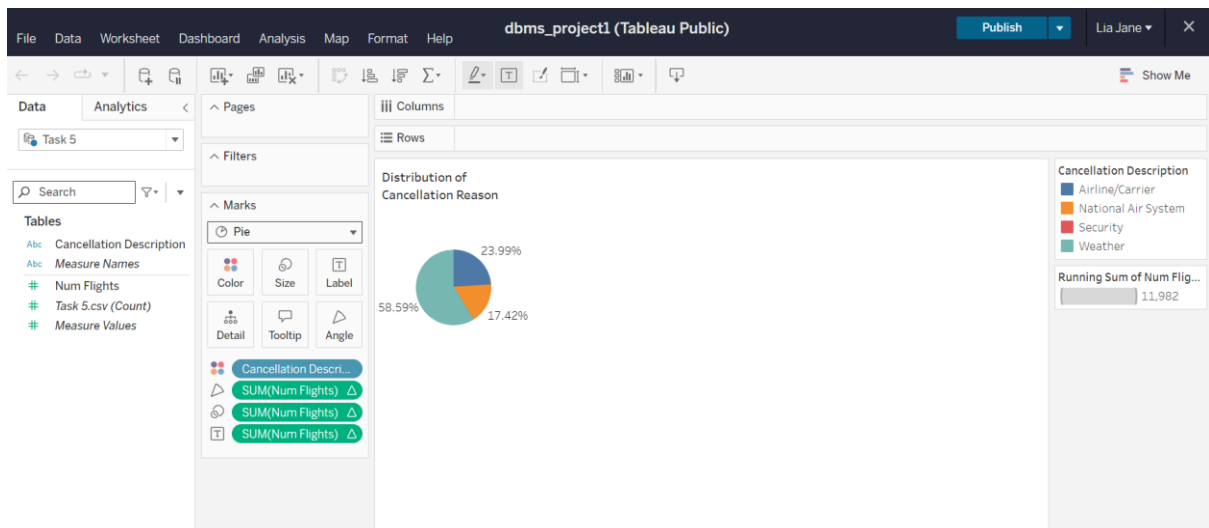 dbms_project1 (Tableau Public)
Publish
Lia Jane
File Data Worksheet Dashboard Analysis Map Format Help
Show Me
Data Analytics
Task 5
Search
Tables
Abc Cancellation Description
Abc Measure Names
# Num Flights
# Task 5.csv (Count)
# Measure Values
Pages
Filters
Marks
Pie
Color Size Label
Detail Tooltip Angle
Cancellation Descri...
SUM(Num Flights)
SUM(Num Flights)
SUM(Num Flights)
Columns
Rows
Distribution of
Cancellation Reason
23.99%
58.59%
17.42%
Cancellation Description
Airline/Carrier
National Air System
Security
Weather
Running Sum of Num Flig...
11,982